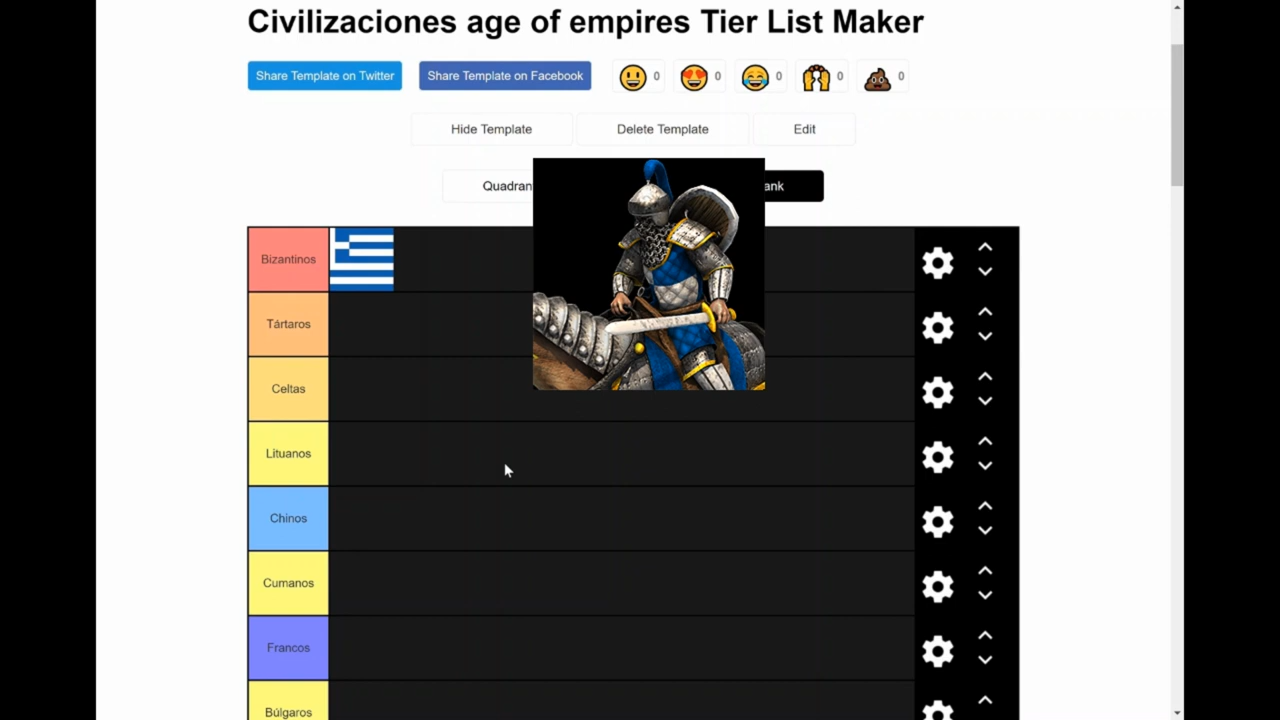 Civilizaciones age of empires Tier List Maker
Share Template on Twitter
Share Template on Facebook
0
0
0
0
0
Hide Template
Delete Template
Edit
Quadran
ank
Bizantinos
Tártaros
Celtas
Lituanos
Chinos
Cumanos
Francos
Búlgaros